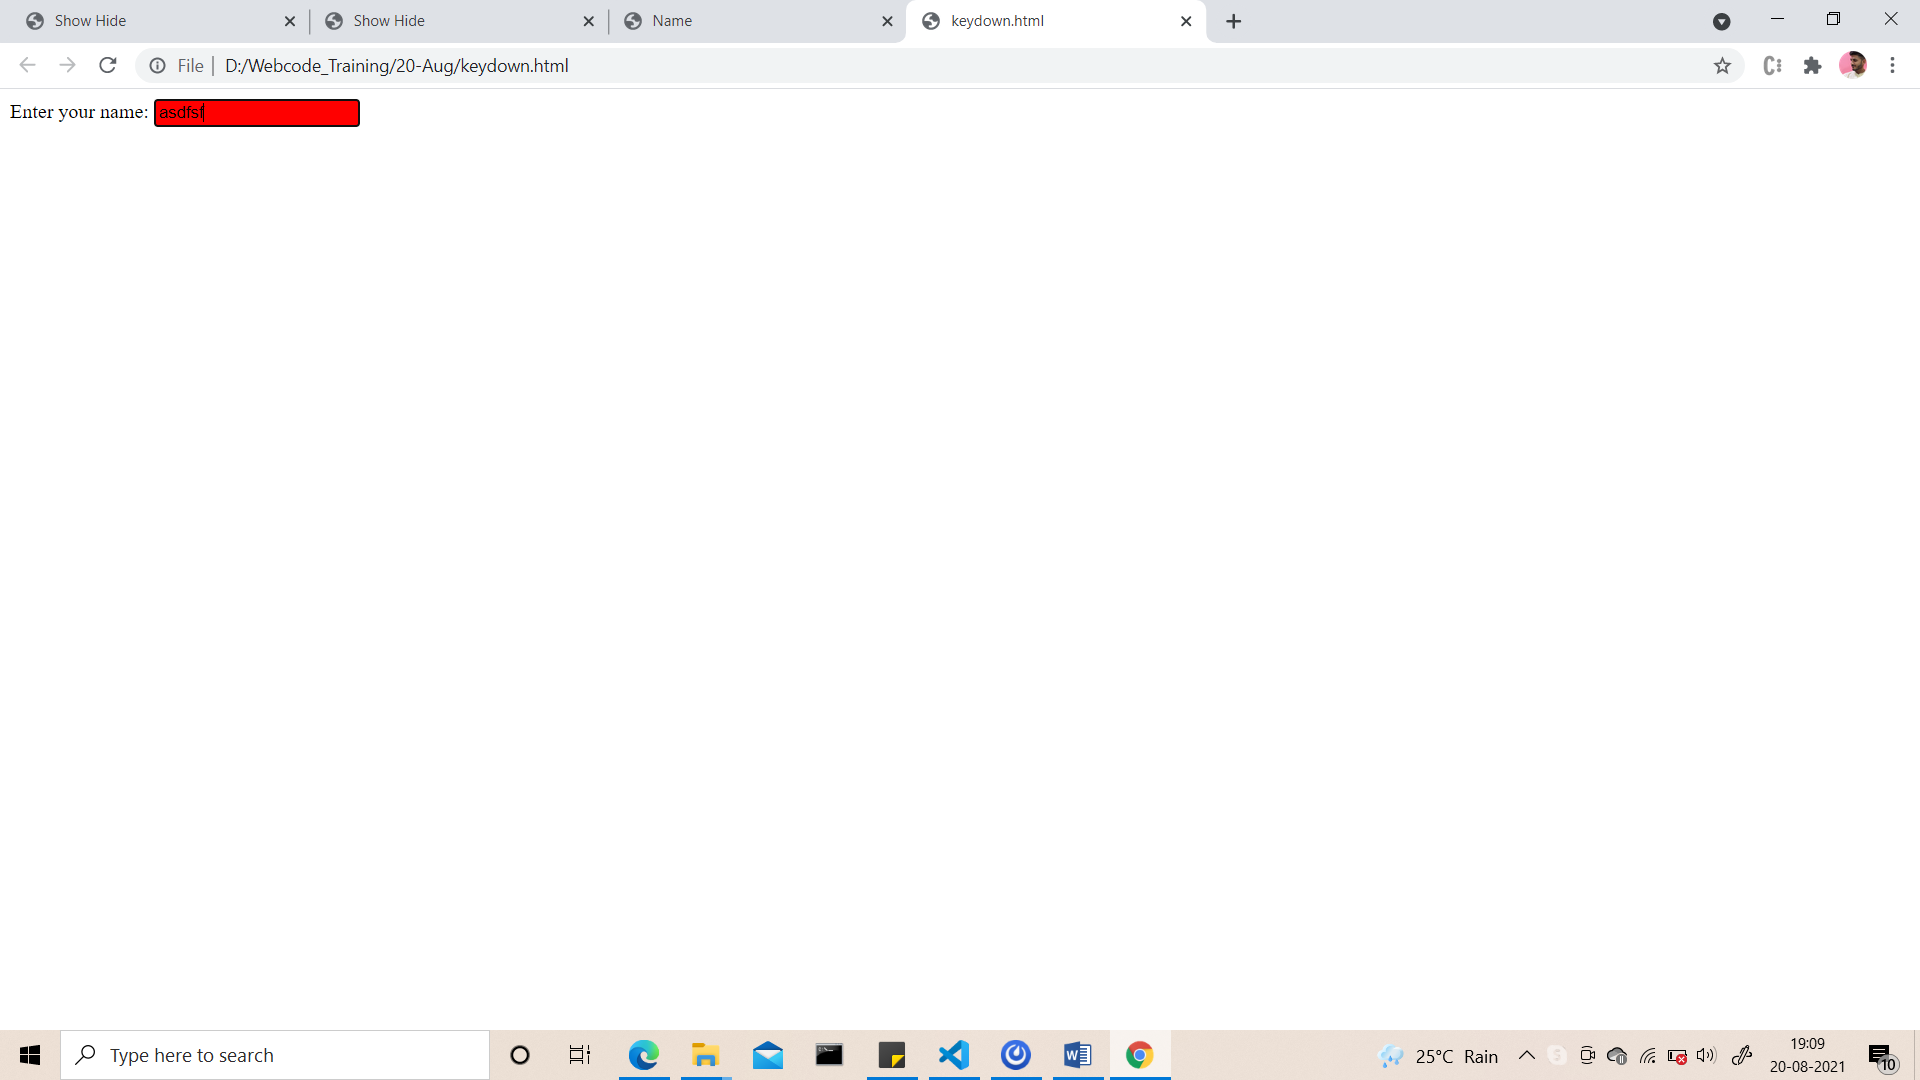 Show Hide
Show Hide
Name
keydown.html
File
D:/Webcode_Training/20-Aug/keydown.html
Enter your name: asdfsf
Type here to search
25°C Rain
19:09
20-08-2021
10